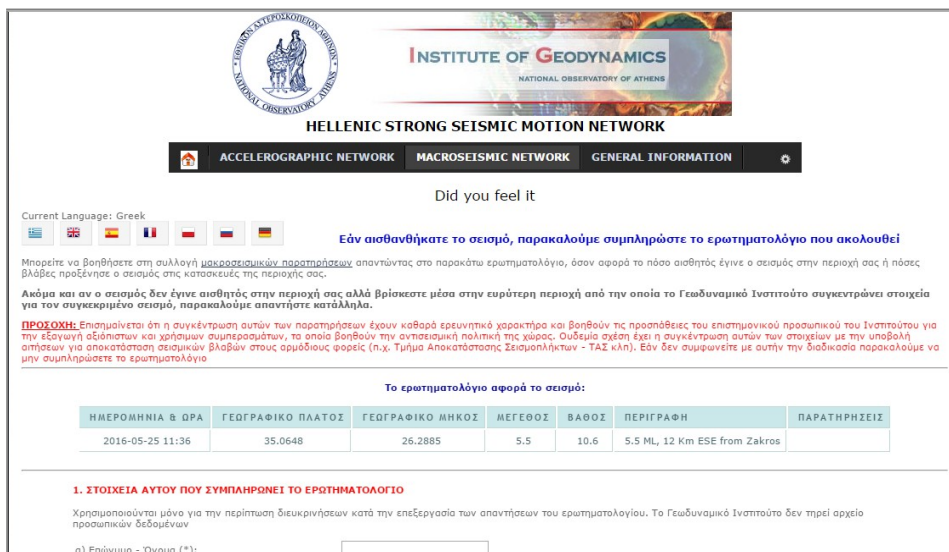 ΕΘΝΙΚΟΝ ΑΣΤΕΡΟΣΚΟΠΕΙΟΝ ΑΘΗΝΩΝ
NATIONAL OBSERVATORY ATHENS
INSTITUTE OF GEODYNAMICS
NATIONAL OBSERVATORY OF ATHENS
HELLENIC STRONG SEISMIC MOTION NETWORK
ACCELEROGRAPHIC NETWORK MACROSEISMIC NETWORK GENERAL INFORMATION
Did you feel it
Current Language: Greek
Εάν αισθανθήκατε το σεισμό, παρακαλούμε συμπληρώστε το ερωτηματολόγιο που ακολουθεί
Μπορείτε να βοηθήσετε στη συλλογή μακροσεισμικών παρατηρήσεων απαντώντας στο παρακάτω ερωτηματολόγιο, όσον αφορά το πόσο αισθητός έγινε ο σεισμός στην περιοχή σας ή πόσες
βλάβες προξένησε ο σεισμός στις κατασκευές της περιοχής σας.
Ακόμα και αν ο σεισμός δεν έγινε αισθητός στην περιοχή σας αλλά βρίσκεστε μέσα στην ευρύτερη περιοχή από την οποία το Γεωδυναμικό Ινστιτούτο συγκεντρώνει στοιχεία
για τον συγκεκριμένο σεισμό, παρακαλούμε απαντήστε κατάλληλα.
ΠΡΟΣΟΧΗ: Επισημαίνεται ότι η συγκέντρωση αυτών των παρατηρήσεων έχουν καθαρά ερευνητικό χαρακτήρα και βοηθούν τις προσπάθειες του επιστημονικού προσωπικού του Ινστιτούτου για
την εξαγωγή αξιόπιστων και χρήσιμων συμπερασμάτων, τα οποία βοηθούν την αντισεισμική πολιτική της χώρας. Ουδεμία σχέση έχει η συγκέντρωση αυτών των στοιχείων με την υποβολή
αιτήσεων για αποκατάσταση σεισμικών βλαβών στους αρμόδιους φορείς (π.χ. Τμήμα Αποκατάστασης Σεισμοπλήκτων - ΤΑΣ κλπ). Εάν δεν συμφωνείτε με αυτήν την διαδικασία παρακαλούμε να
μην συμπληρώσετε το ερωτηματολόγιο
Το ερωτηματολόγιο αφορά το σεισμό:
ΗΜΕΡΟΜΗΝΙΑ & ΩΡΑ ΓΕΩΓΡΑΦΙΚΟ ΠΛΑΤΟΣ ΓΕΩΓΡΑΦΙΚΟ ΜΗΚΟΣ ΜΕΓΕΘΟΣ ΒΑΘΟΣ ΠΕΡΙΓΡΑΦΗ ΠΑΡΑΤΗΡΗΣΕΙΣ
2016-05-25 11:36 35.0648 26.2885 5.5 10.6 5.5 ML, 12 Km ESE from Zakros
1. ΣΤΟΙΧΕΙΑ ΑΥΤΟΥ ΠΟΥ ΣΥΜΠΛΗΡΩΝΕΙ ΤΟ ΕΡΩΤΗΜΑΤΟΛΟΓΙΟ
Χρησιμοποιούνται μόνο για την περίπτωση διευκρινήσεων κατά την επεξεργασία των απαντήσεων του ερωτηματολογίου. Το Γεωδυναμικό Ινστιτούτο δεν τηρεί αρχείο
προσωπικών δεδομένων
α) Επώνυμο - Όνομα (*):